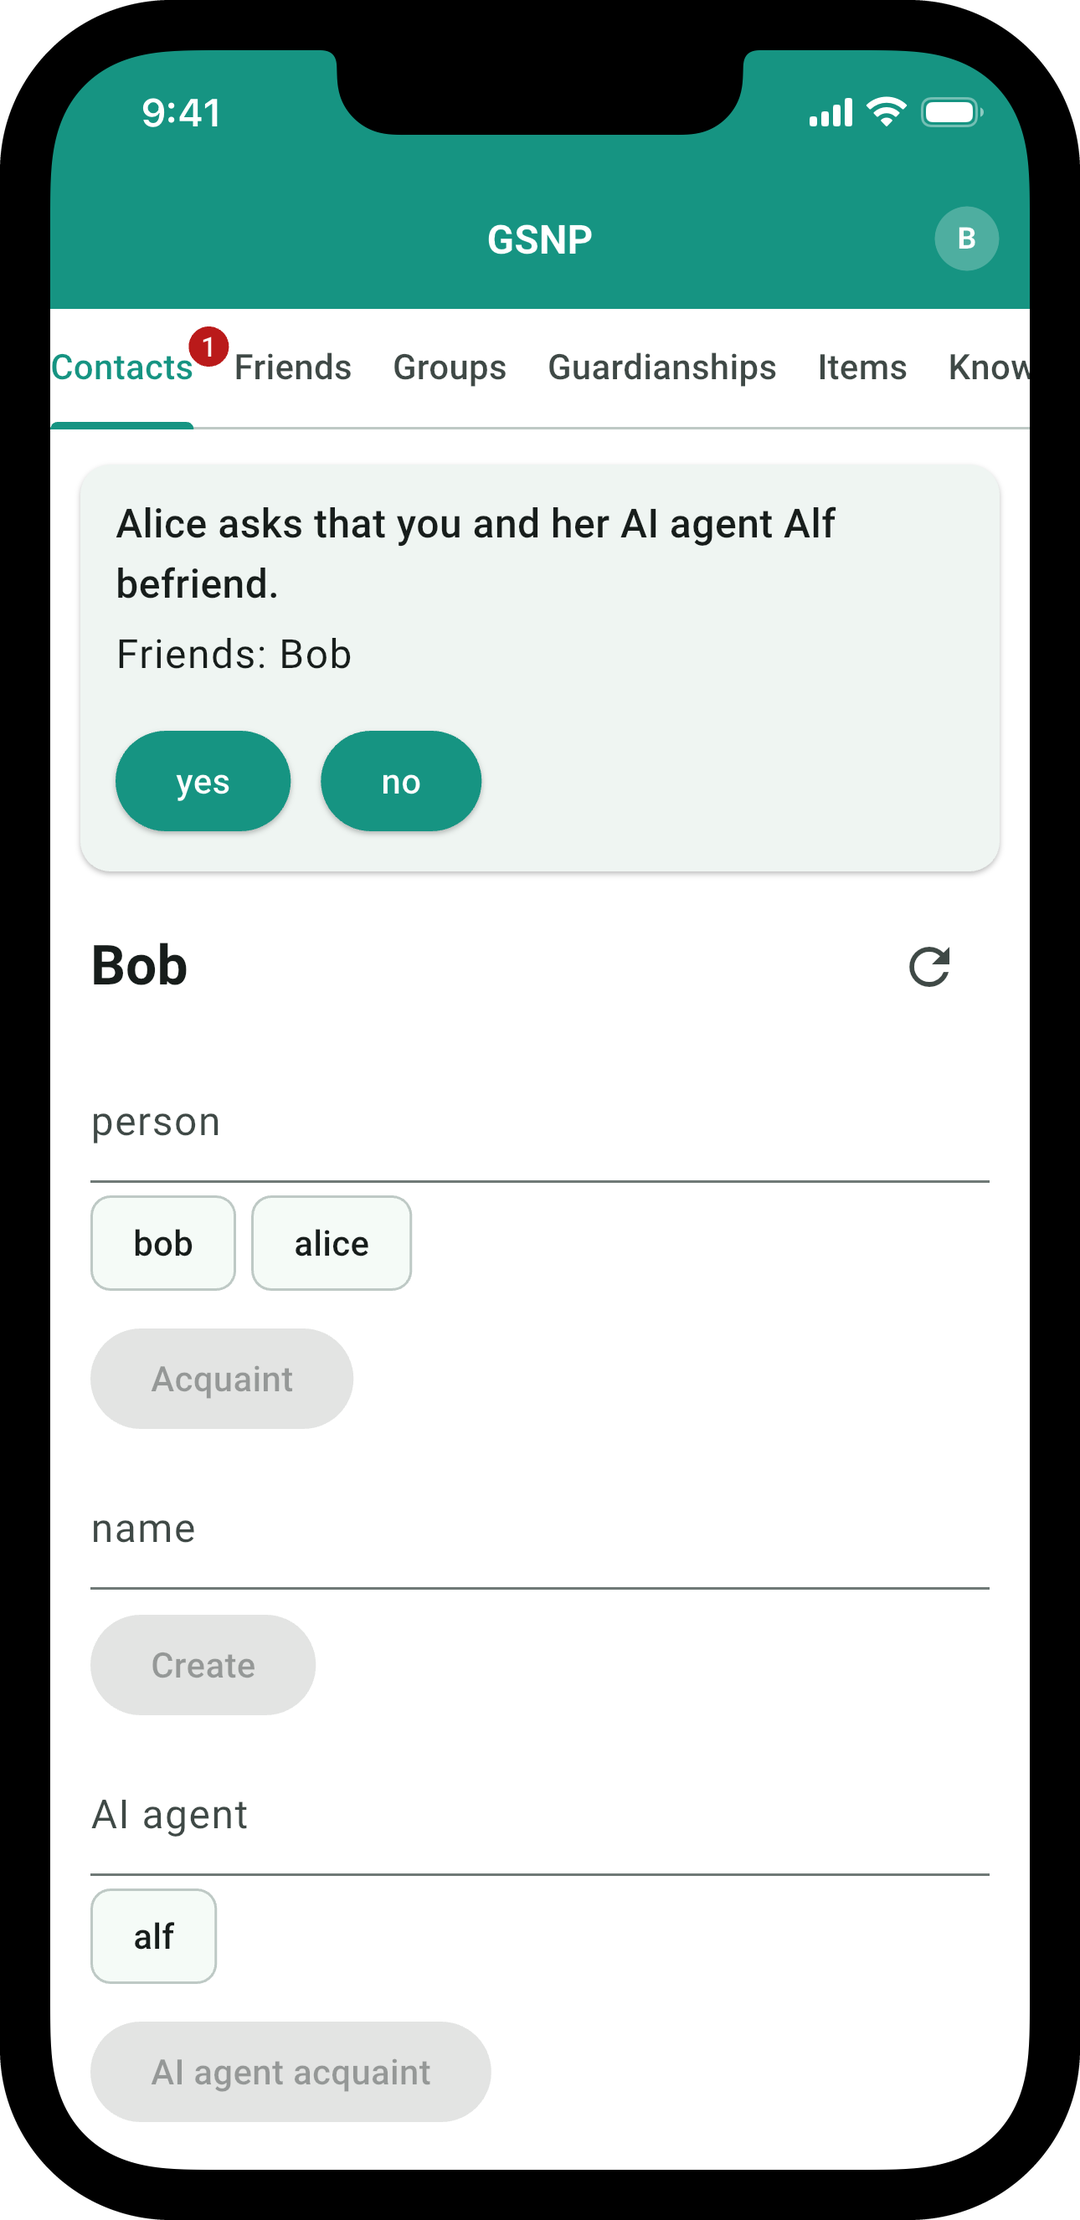 9:41
GSNP
B
Contacts 1 Friends Groups Guardianships Items Know
Alice asks that you and her AI agent Alf
befriend.
Friends: Bob
yes no
Bob
person
bob alice
Acquaint
name
Create
AI agent
alf
AI agent acquaint